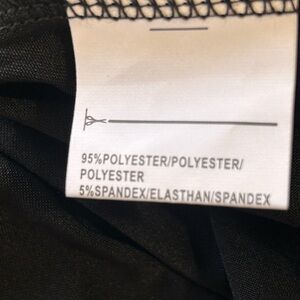 95%POLYESTER/POLYESTER/
POLYESTER
5%SPANDEX/ELASTHAN/SPANDEX